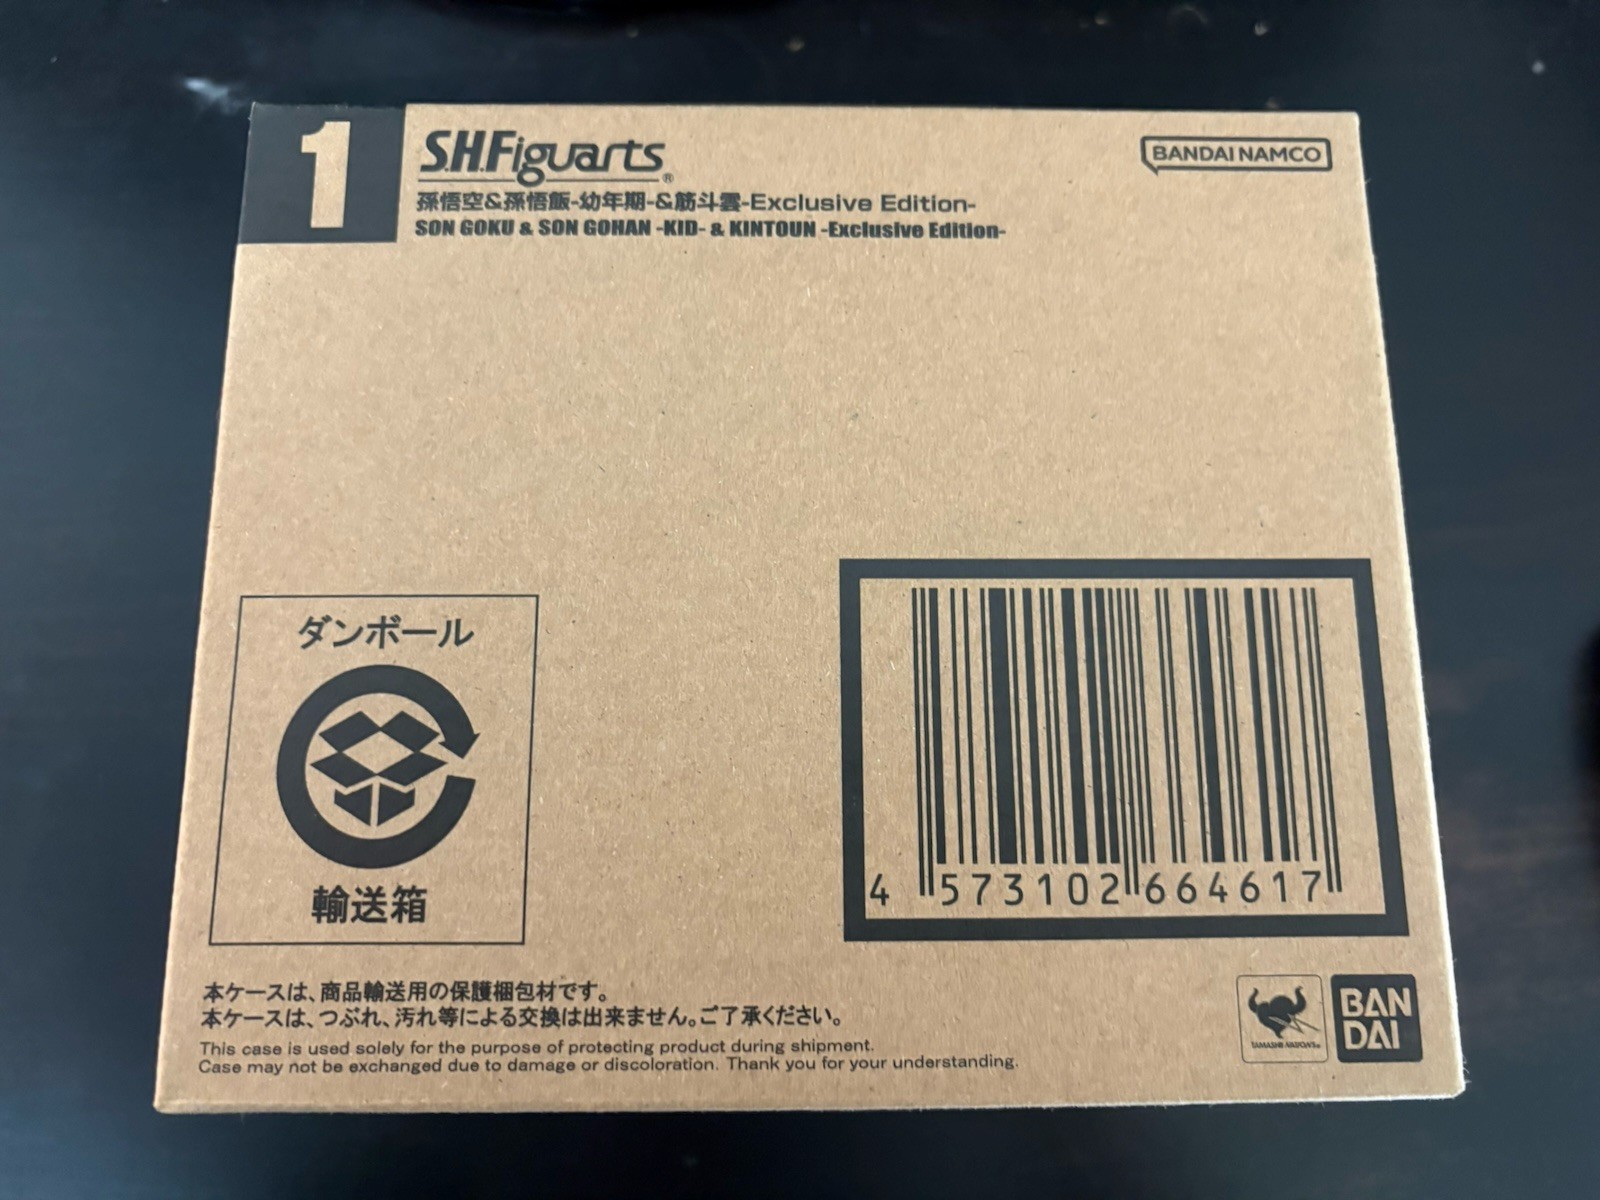 1
S.H.Figuarts®
BANDAI NAMCO
孫悟空&孫悟飯-幼年期-&筋斗雲-Exclusive Edition-
SON GOKU & SON GOHAN -KID- & KINTOUN -Exclusive Edition-
ダンボール
輸送箱
4 573102 664617
本ケースは、商品輸送用の保護梱包材です。
本ケースは、つぶれ、汚れ等による交換は出来ません。ご了承ください。
This case is used solely for the purpose of protecting product during shipment.
Case may not be exchanged due to damage or discoloration. Thank you for your understanding.
TAMASHII NATIONS
BAN
DAI